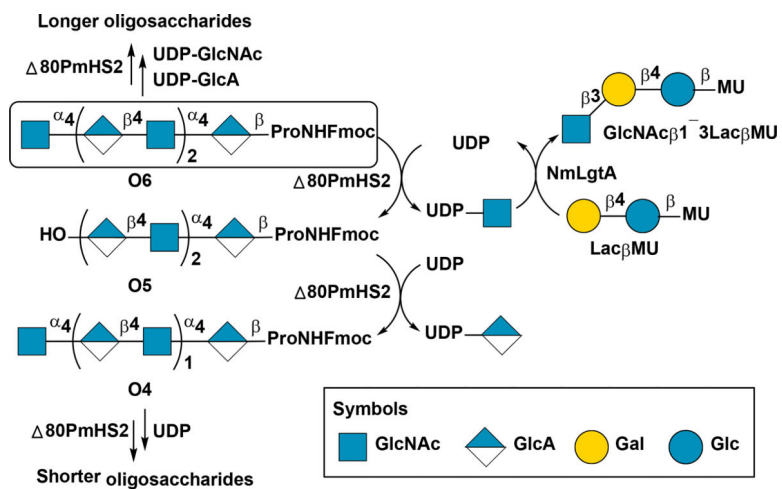 Longer oligosaccharides
Δ80PmHS2
UDP-GlcNAc
UDP-GlcA
α4 β4 α4 β ProNHFmoc
2
O6
Δ80PmHS2
UDP
UDP
NmLgtA
β3 β4 β MU
GlcNAcβ1‾3LacβMU
β4 β MU
LacβMU
HO β4 α4 β ProNHFmoc
2
O5
Δ80PmHS2
UDP
UDP
α4 β4 α4 β ProNHFmoc
1
O4
Δ80PmHS2 UDP
Shorter oligosaccharides
Symbols
GlcNAc GlcA Gal Glc